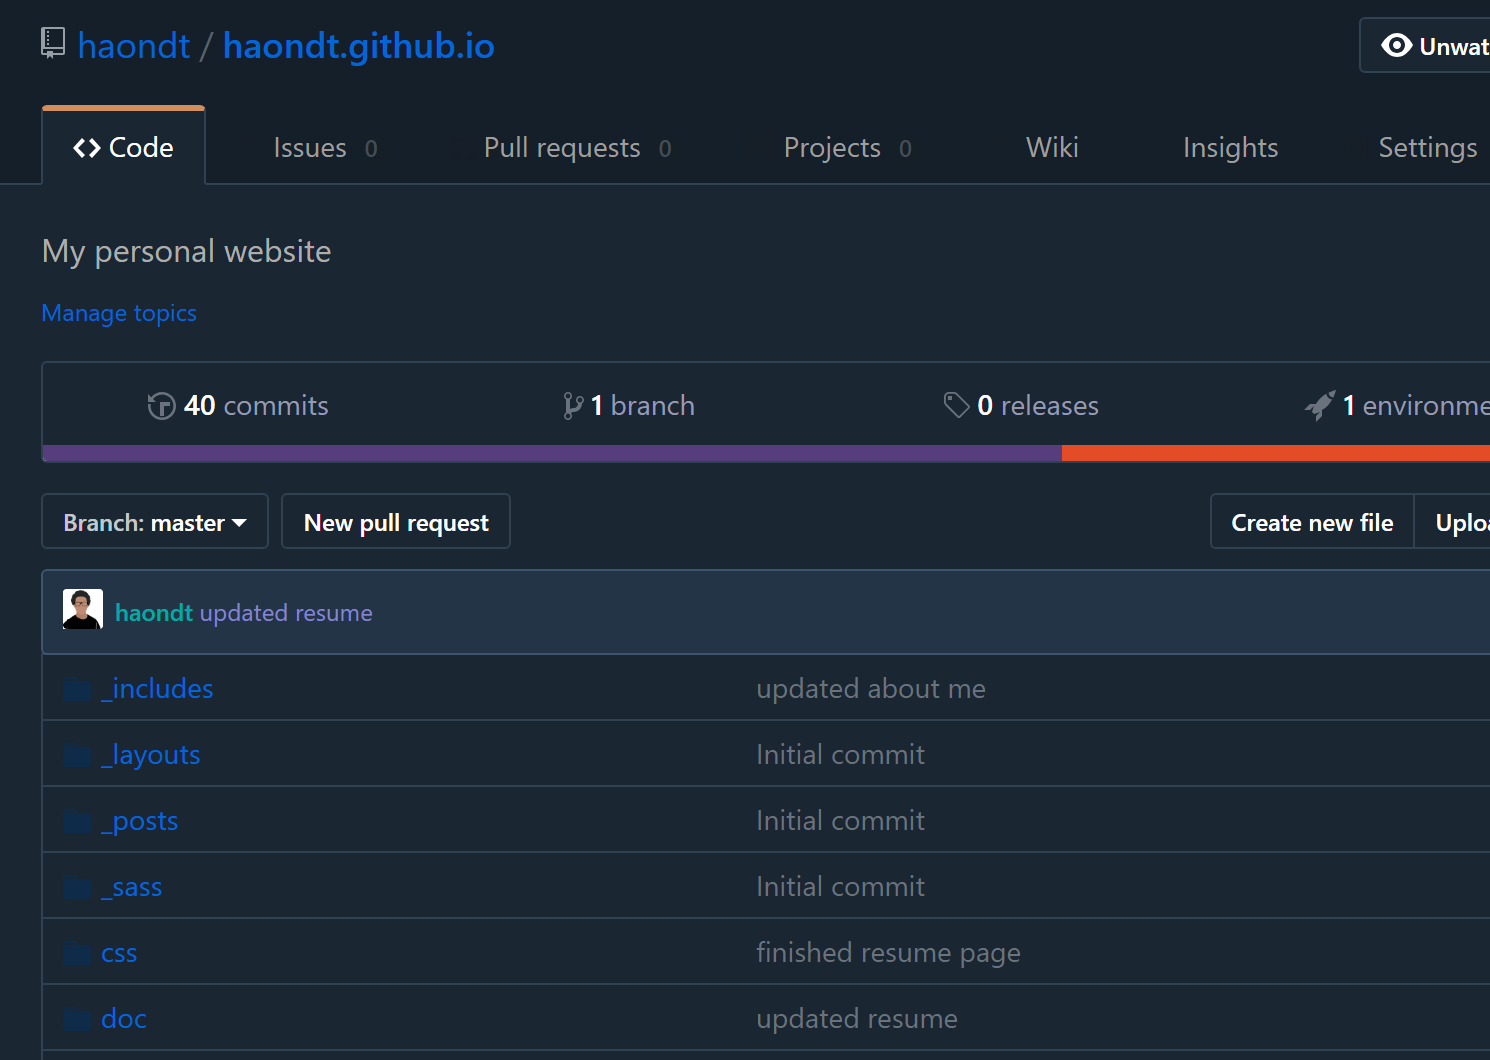 haondt / haondt.github.io
Unwat
Code Issues 0 Pull requests 0 Projects 0 Wiki Insights Settings
My personal website
Manage topics
40 commits 1 branch 0 releases 1 environme
Branch: master New pull request Create new file Uplo
haondt updated resume
_includes updated about me
_layouts Initial commit
_posts Initial commit
_sass Initial commit
css finished resume page
doc updated resume